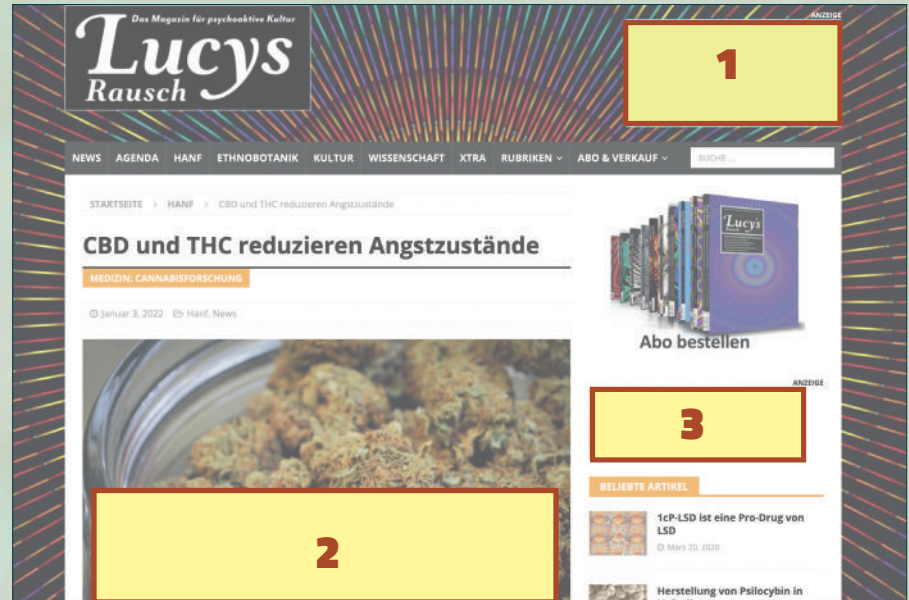 Das Magazin für psychoaktive Kultur
Lucys
Rausch
ANZEIGE
1
NEWS AGENDA HANF ETHNOBOTANIK KULTUR WISSENSCHAFT XTRA RUBRIKEN ABO & VERKAUF SUCHE ...
STARTSEITE > HANF > CBD und THC reduzieren Angstzustände
CBD und THC reduzieren Angstzustände
MEDIZIN: CANNABISFORSCHUNG
Januar 3, 2022 Hanf, News
2
Lucys
Rausch
Abo bestellen
ANZEIGE
3
BELIEBTE ARTIKEL
1cP-LSD ist eine Pro-Drug von
LSD
März 20, 2020
Herstellung von Psilocybin in